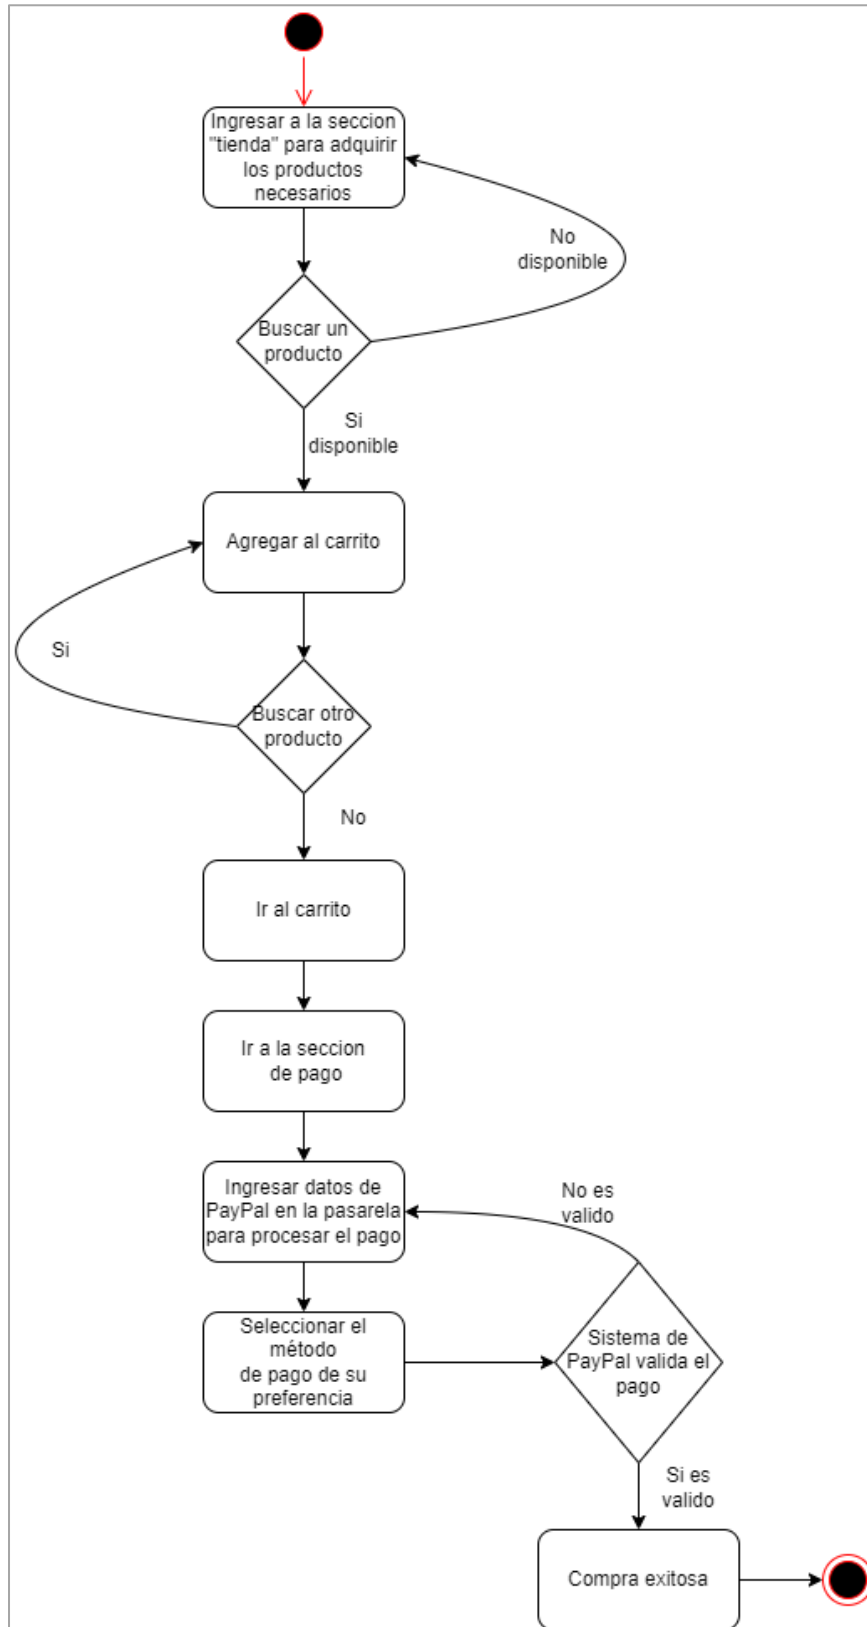 Ingresar a la seccion
"tienda" para adquirir
los productos
necesarios
No
disponible
Buscar un
producto
Si
disponible
Agregar al carrito
Si
Buscar otro
producto
No
Ir al carrito
Ir a la seccion
de pago
Ingresar datos de
PayPal en la pasarela
para procesar el pago
No es
valido
Seleccionar el
método
de pago de su
preferencia
Sistema de
PayPal valida el
pago
Si es
valido
Compra exitosa